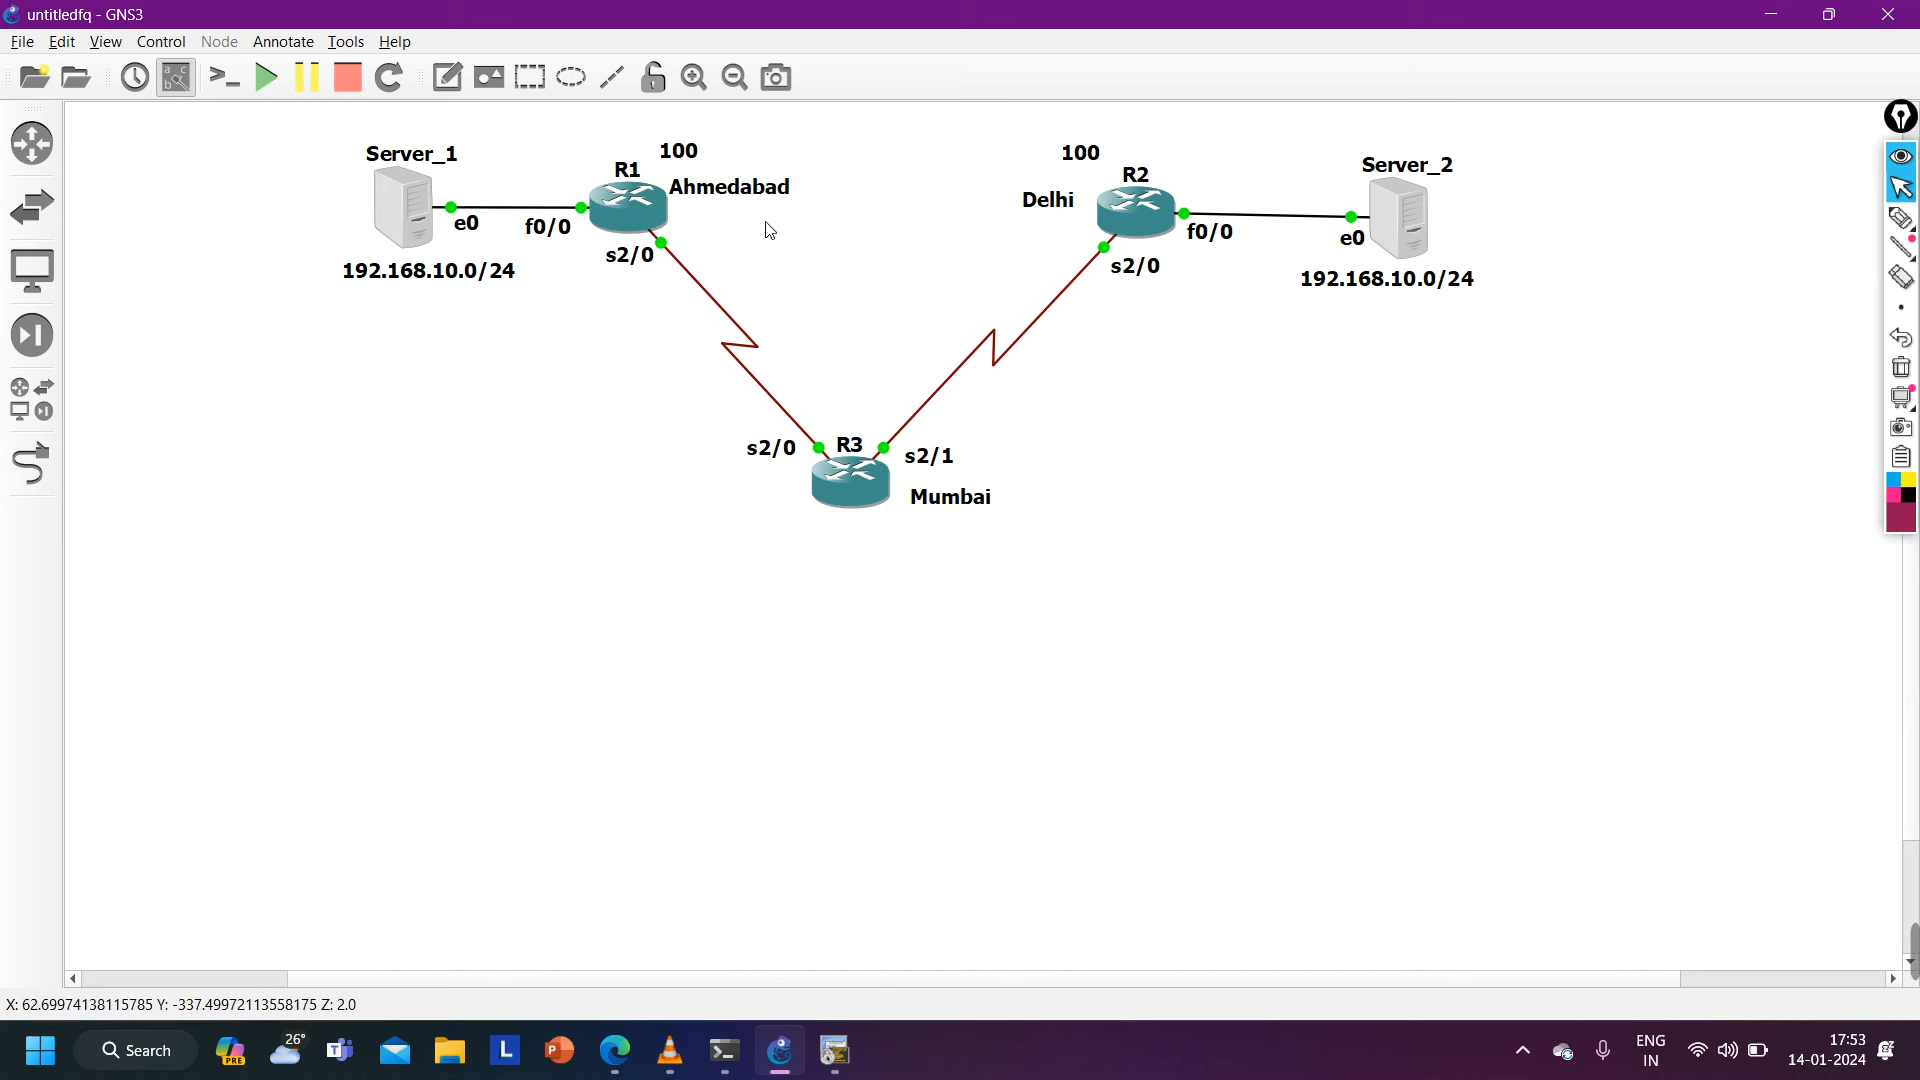 untitledfq - GNS3
File Edit View Control Node Annotate Tools Help
Server_1
100
R1
Ahmedabad
e0
f0/0
s2/0
192.168.10.0/24
100
R2
Delhi
Server_2
f0/0
e0
s2/0
192.168.10.0/24
s2/0
R3
s2/1
Mumbai
X: 62.69974138115785 Y: -337.49972113558175 Z: 2.0
Search
PRE
26°
L
ENG
IN
17:53
14-01-2024